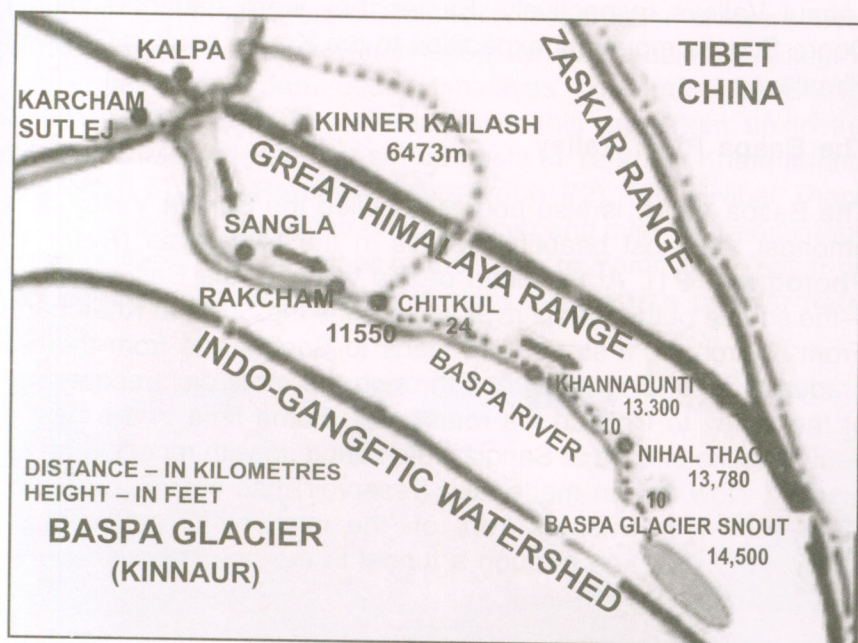 KALPA
KARCHAM
SUTLEJ
KINNER KAILASH
6473m
TIBET
CHINA
ZASKAR RANGE
GREAT HIMALAYA RANGE
SANGLA
RAKCHAM
CHITKUL
11550
24
BASPA RIVER
KHANNADUNTI
13.300
10
NIHAL THAO
13,780
10
INDO-GANGETIC WATERSHED
BASPA GLACIER SNOUT
14,500
DISTANCE – IN KILOMETRES
HEIGHT – IN FEET
BASPA GLACIER
(KINNAUR)